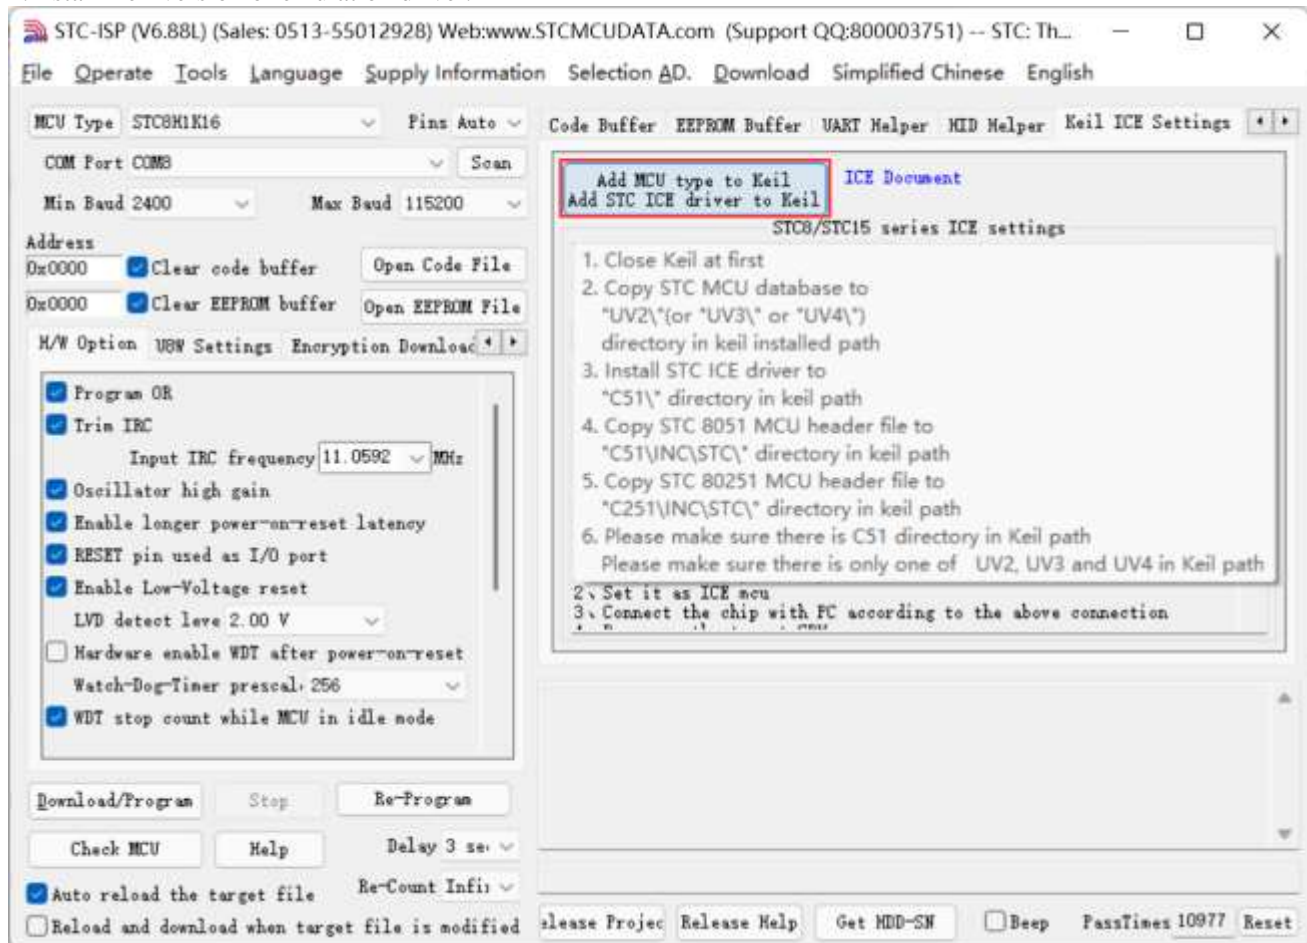 STC-ISP (V6.88L) (Sales: 0513-55012928) Web:www.STCMCUDATA.com (Support QQ:800003751) -- STC: Th...
File Operate Tools Language Supply Information Selection AD. Download Simplified Chinese English
MCU Type STC8H1K16 Pins Auto
COM Port COM8 Scan
Min Baud 2400 Max Baud 115200
Address
0x0000 Clear code buffer Open Code File
0x0000 Clear EEPROM buffer Open EEPROM File
H/W Option U8W Settings Encryption Downloac
Program OK
Trim IRC
Input IRC frequency 11.0592 MHz
Oscillator high gain
Enable longer power-on-reset latency
RESET pin used as I/O port
Enable Low-Voltage reset
LVD detect leve 2.00 V
Hardware enable WDT after power-on-reset
Watch-Dog-Timer prescal 256
WDT stop count while MCU in idle mode
Download/Program Stop Re-Program
Check MCU Help Delay 3 se
Auto reload the target file Re-Count Infi
Reload and download when target file is modified
Code Buffer EEPROM Buffer UART Helper HID Helper Keil ICE Settings
Add MCU type to Keil
Add STC ICE driver to Keil
ICE Document
STC8/STC15 series ICE settings
1. Close Keil at first
2. Copy STC MCU database to
"UV2\"(or "UV3\" or "UV4\")
directory in keil installed path
3. Install STC ICE driver to
"C51\" directory in keil path
4. Copy STC 8051 MCU header file to
"C51\INC\STC\" directory in keil path
5. Copy STC 80251 MCU header file to
"C251\INC\STC\" directory in keil path
6. Please make sure there is C51 directory in Keil path
Please make sure there is only one of UV2, UV3 and UV4 in Keil path
2、Set it as ICE mcu
3、Connect the chip with PC according to the above connection
elease Projec Release Help Get HDD-SN Beep PassTimes 10977 Reset